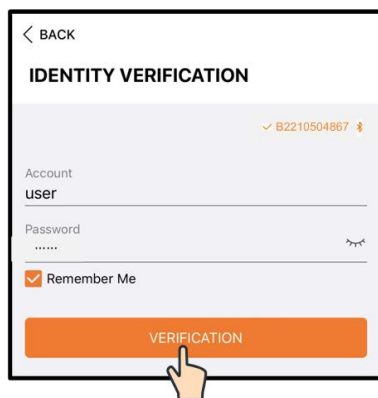 BACK
IDENTITY VERIFICATION
B2210504867
Account
user
Password
......
Remember Me
VERIFICATION